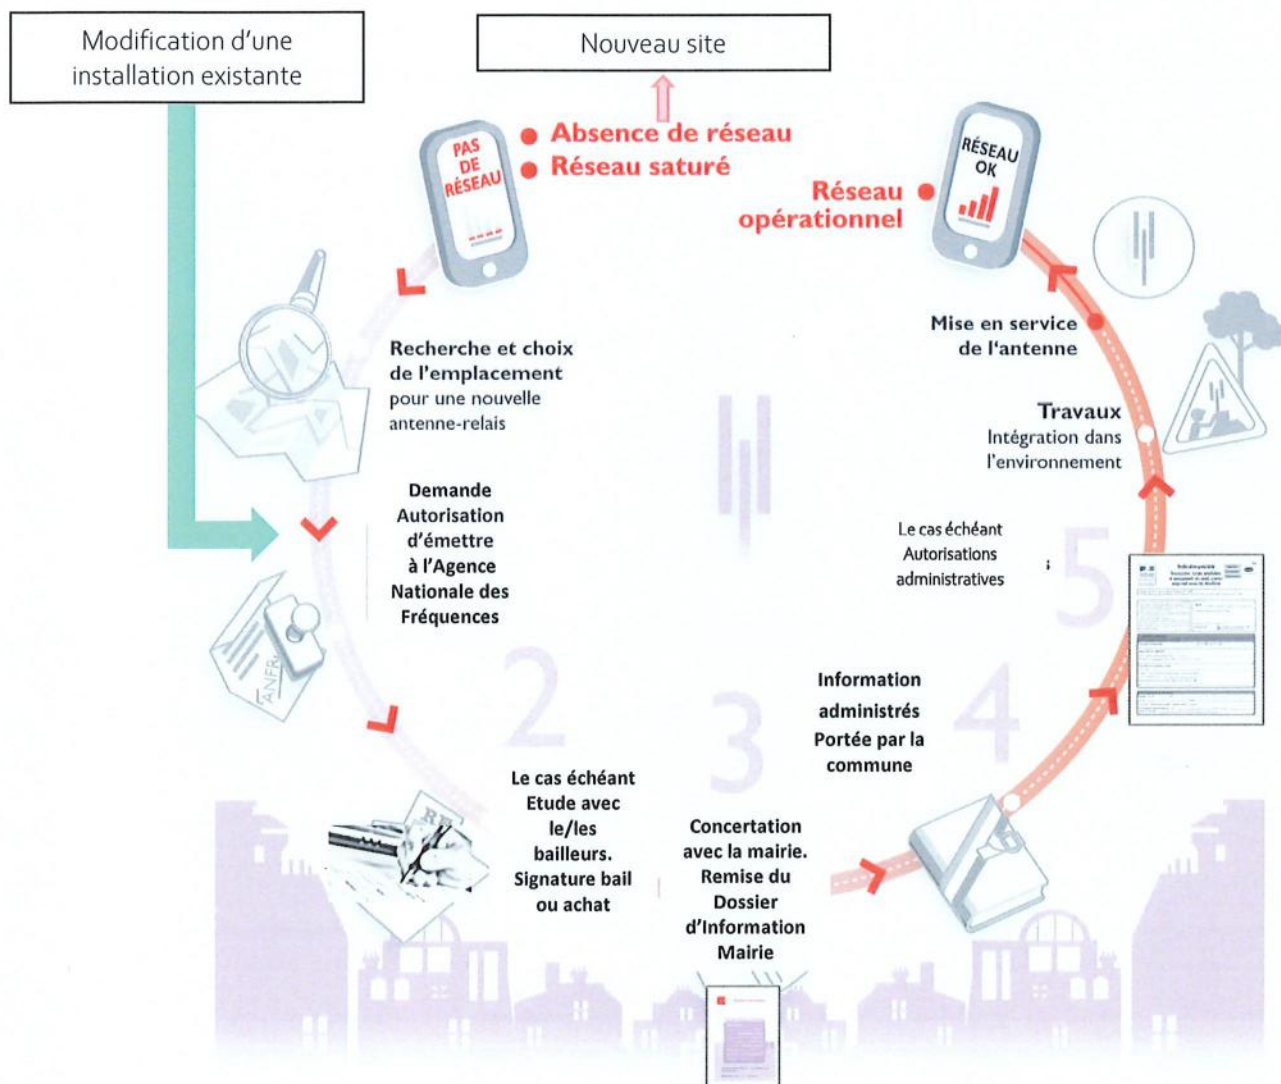 Modification d'une
installation existante
Nouveau site
Absence de réseau
Réseau saturé
PAS
DE
RÉSEAU
RÉSEAU
OK
Réseau
opérationnel
Recherche et choix
de l'emplacement
pour une nouvelle
antenne-relais
Demande
Autorisation
d'émettre
à l'Agence
Nationale des
Fréquences
ANFR
2
Le cas échéant
Etude avec
le/les
bailleurs.
Signature bail
ou achat
3
Concertation
avec la mairie.
Remise du
Dossier
d'Information
Mairie
4
Information
administrés
Portée par la
commune
5
Le cas échéant
Autorisations
administratives
;
Travaux
Intégration dans
l'environnement
Mise en service
de l'antenne